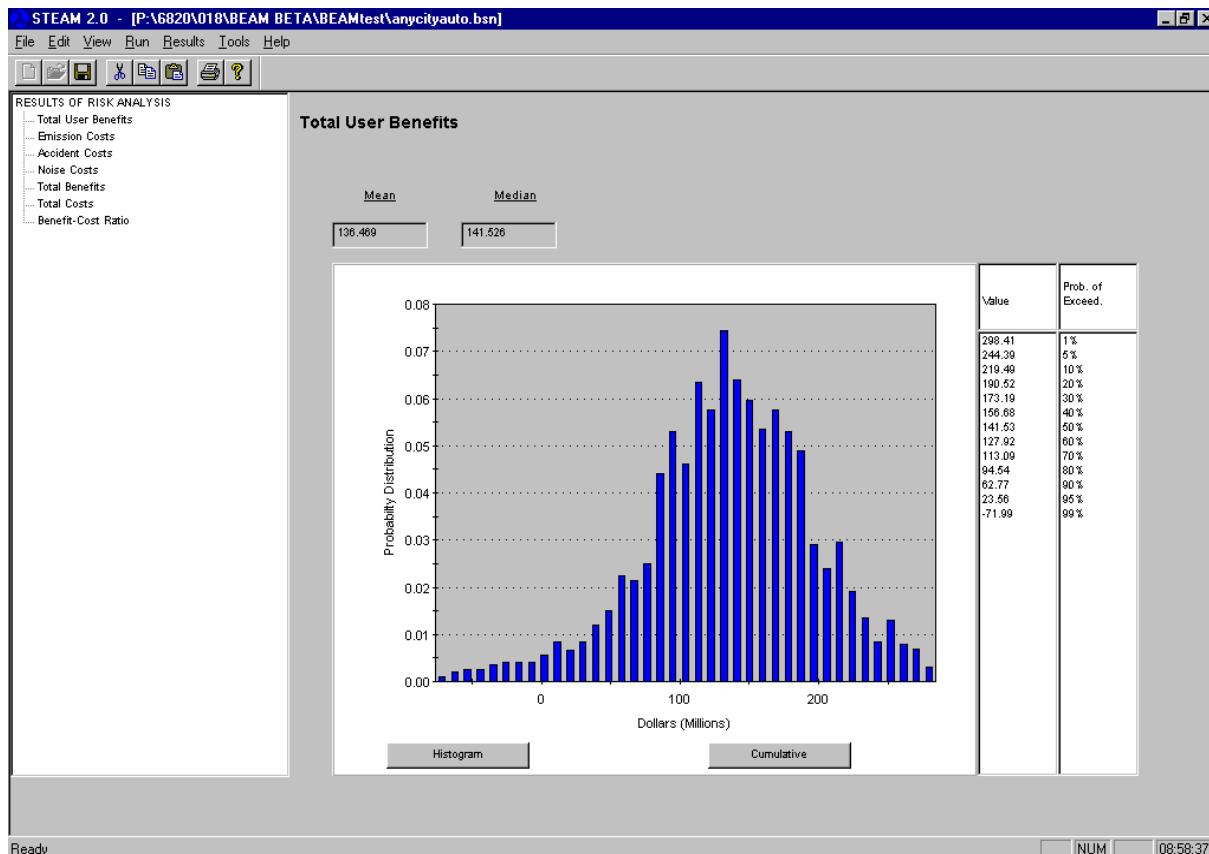 STEAM 2.0 - [P:\6820\018\BEAM BETA\BEAMtest\anycityauto.bsn]
File Edit View Run Results Tools Help
RESULTS OF RISK ANALYSIS
Total User Benefits
Emission Costs
Accident Costs
Noise Costs
Total Benefits
Total Costs
Benefit-Cost Ratio
Total User Benefits
Mean Median
136.469 141.526
Value Prob. of Exceed.
298.41 1%
244.39 5%
219.49 10%
190.52 20%
173.19 30%
156.68 40%
141.53 50%
127.92 60%
113.09 70%
94.54 80%
62.77 90%
23.56 95%
-71.99 99%
Probabilty Distribution
0.08
0.07
0.06
0.05
0.04
0.03
0.02
0.01
0.00
0 100 200
Dollars (Millions)
Histogram Cumulative
Ready NUM 08:58:37